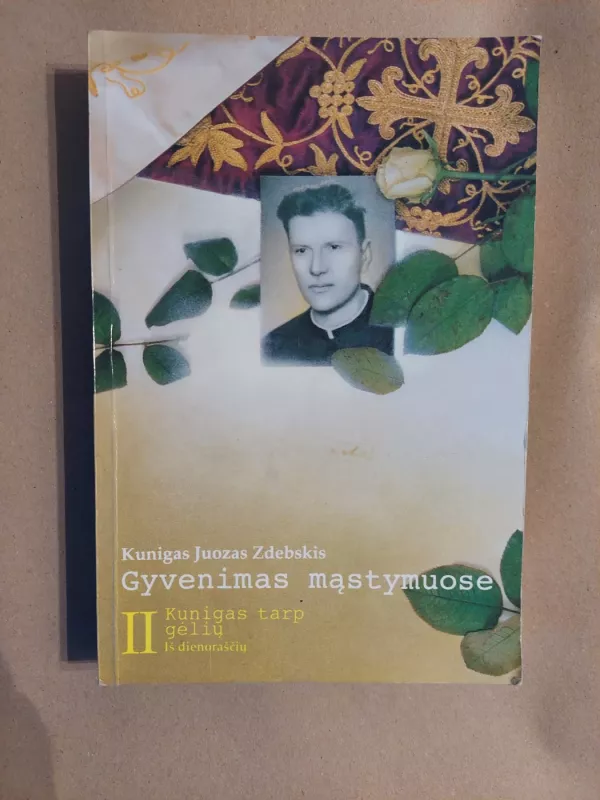 Kunigas Juozas Zdebskis
Gyvenimas mąstymuose
II
Kunigas tarp
gėlių
Iš dienoraščių